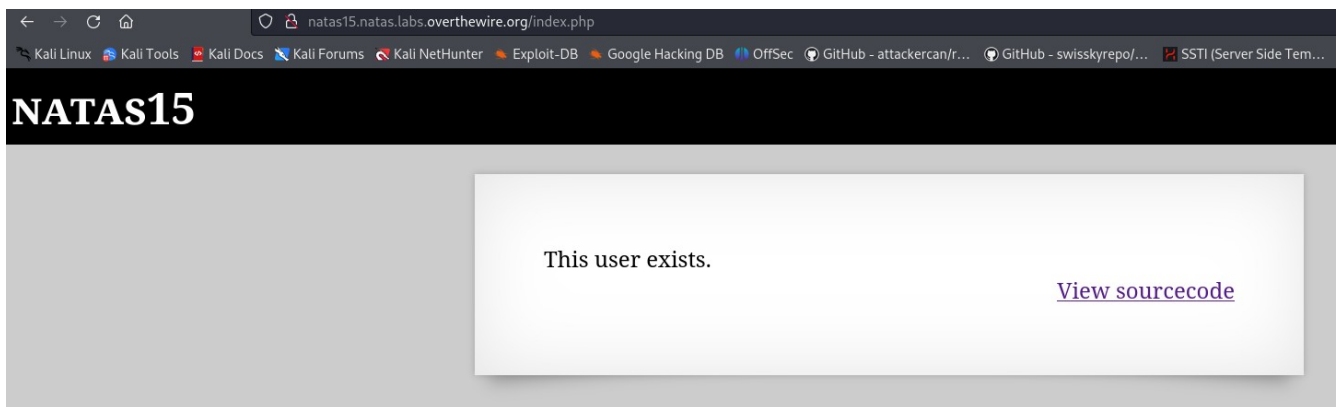 natas15.natas.labs.overthewire.org/index.php
Kali Linux Kali Tools Kali Docs Kali Forums Kali NetHunter Exploit-DB Google Hacking DB OffSec GitHub - attackercan/r... GitHub - swisskyrepo/... SSTI (Server Side Tem...
NATAS15
This user exists.
View sourcecode